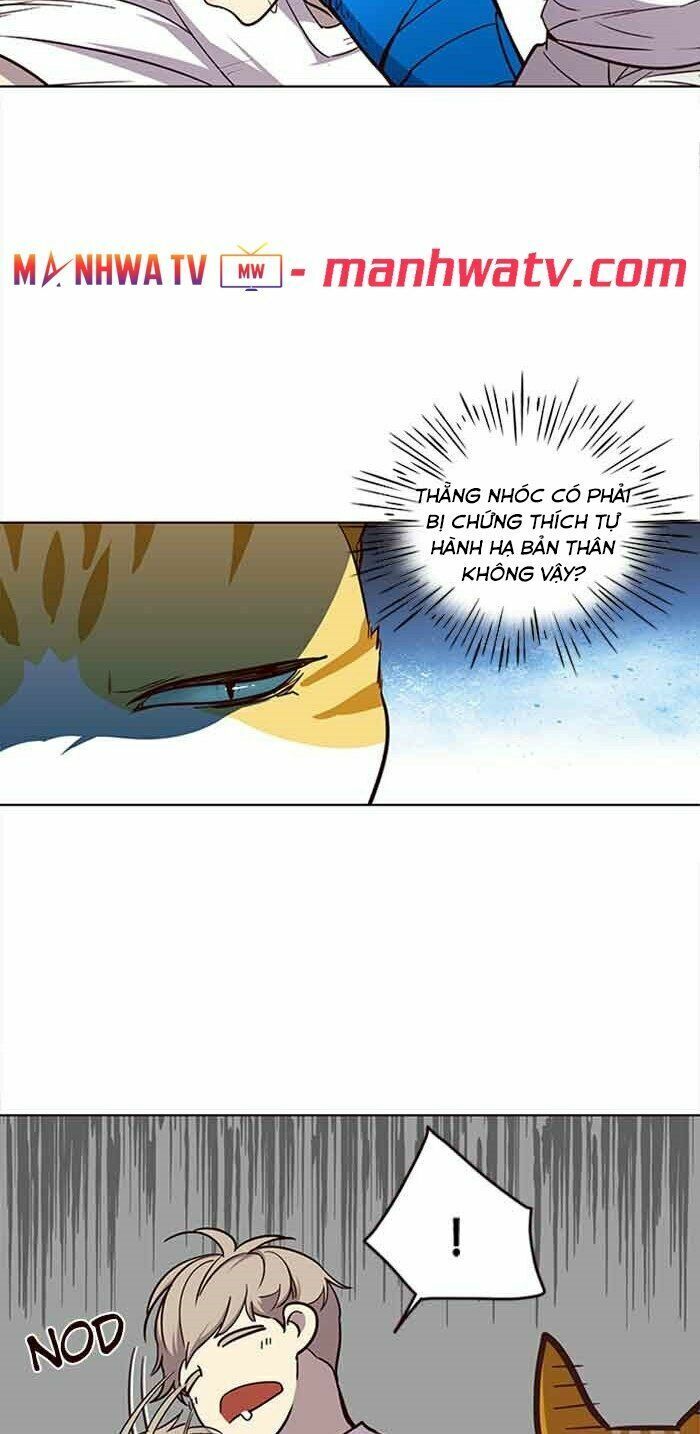 MANHWA TV MW - manhwatv.com
THẰNG NHÓC CÓ PHẢI
BỊ CHỨNG THÍCH TỰ
HÀNH HẠ BẢN THÂN
KHÔNG VẬY?
!
NOD